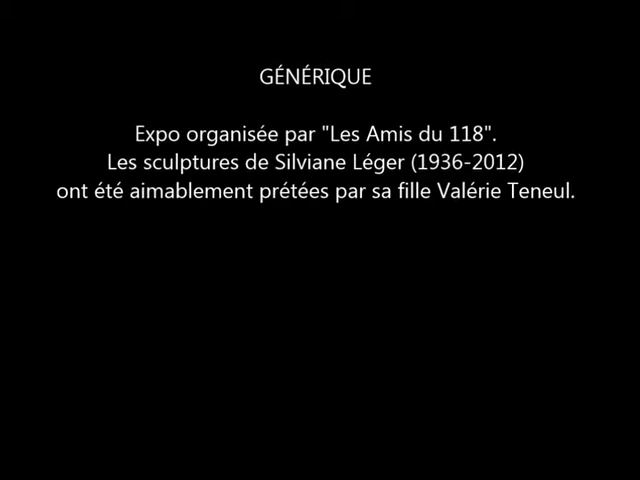 GÉNÉRIQUE
Expo organisée par "Les Amis du 118".
Les sculptures de Silviane Léger (1936-2012)
ont été aimablement prétées par sa fille Valérie Teneul.